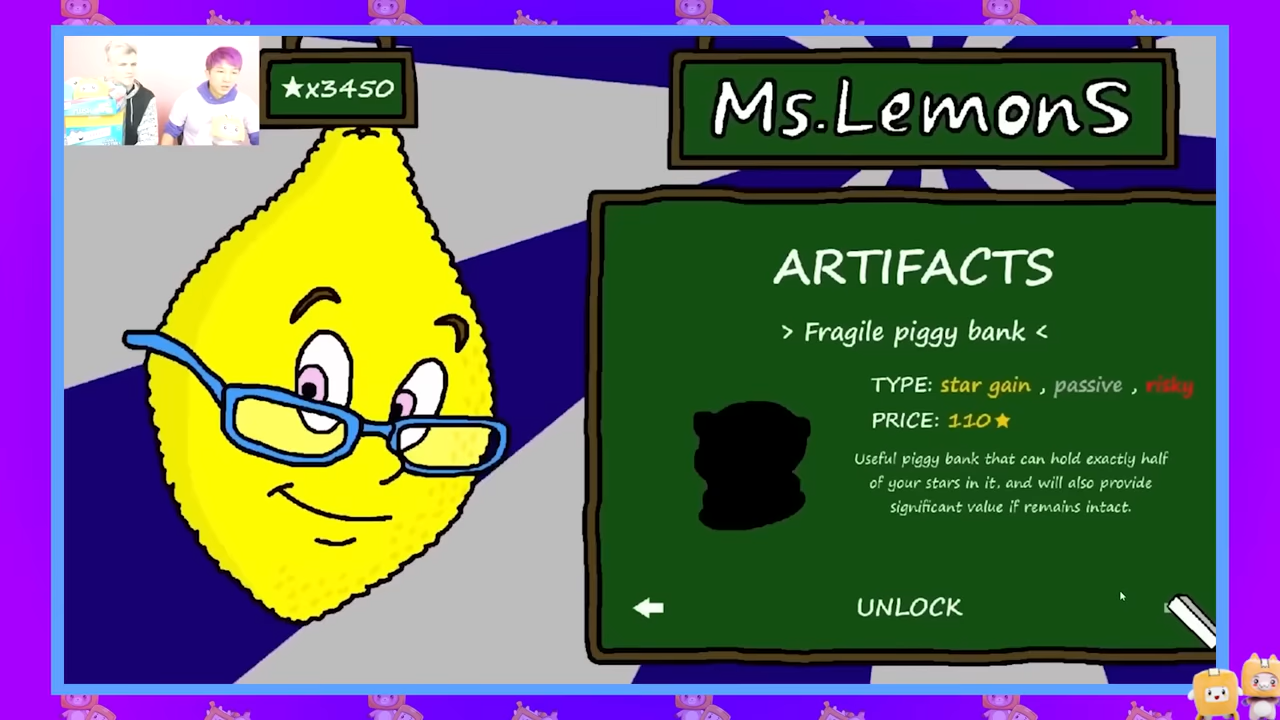 ★x3450
Ms.LemonS
ARTIFACTS
> Fragile piggy bank <
TYPE: star gain , passive , risky
PRICE: 110★
Useful piggy bank that can hold exactly half
of your stars in it, and will also provide
significant value if remains intact.
UNLOCK